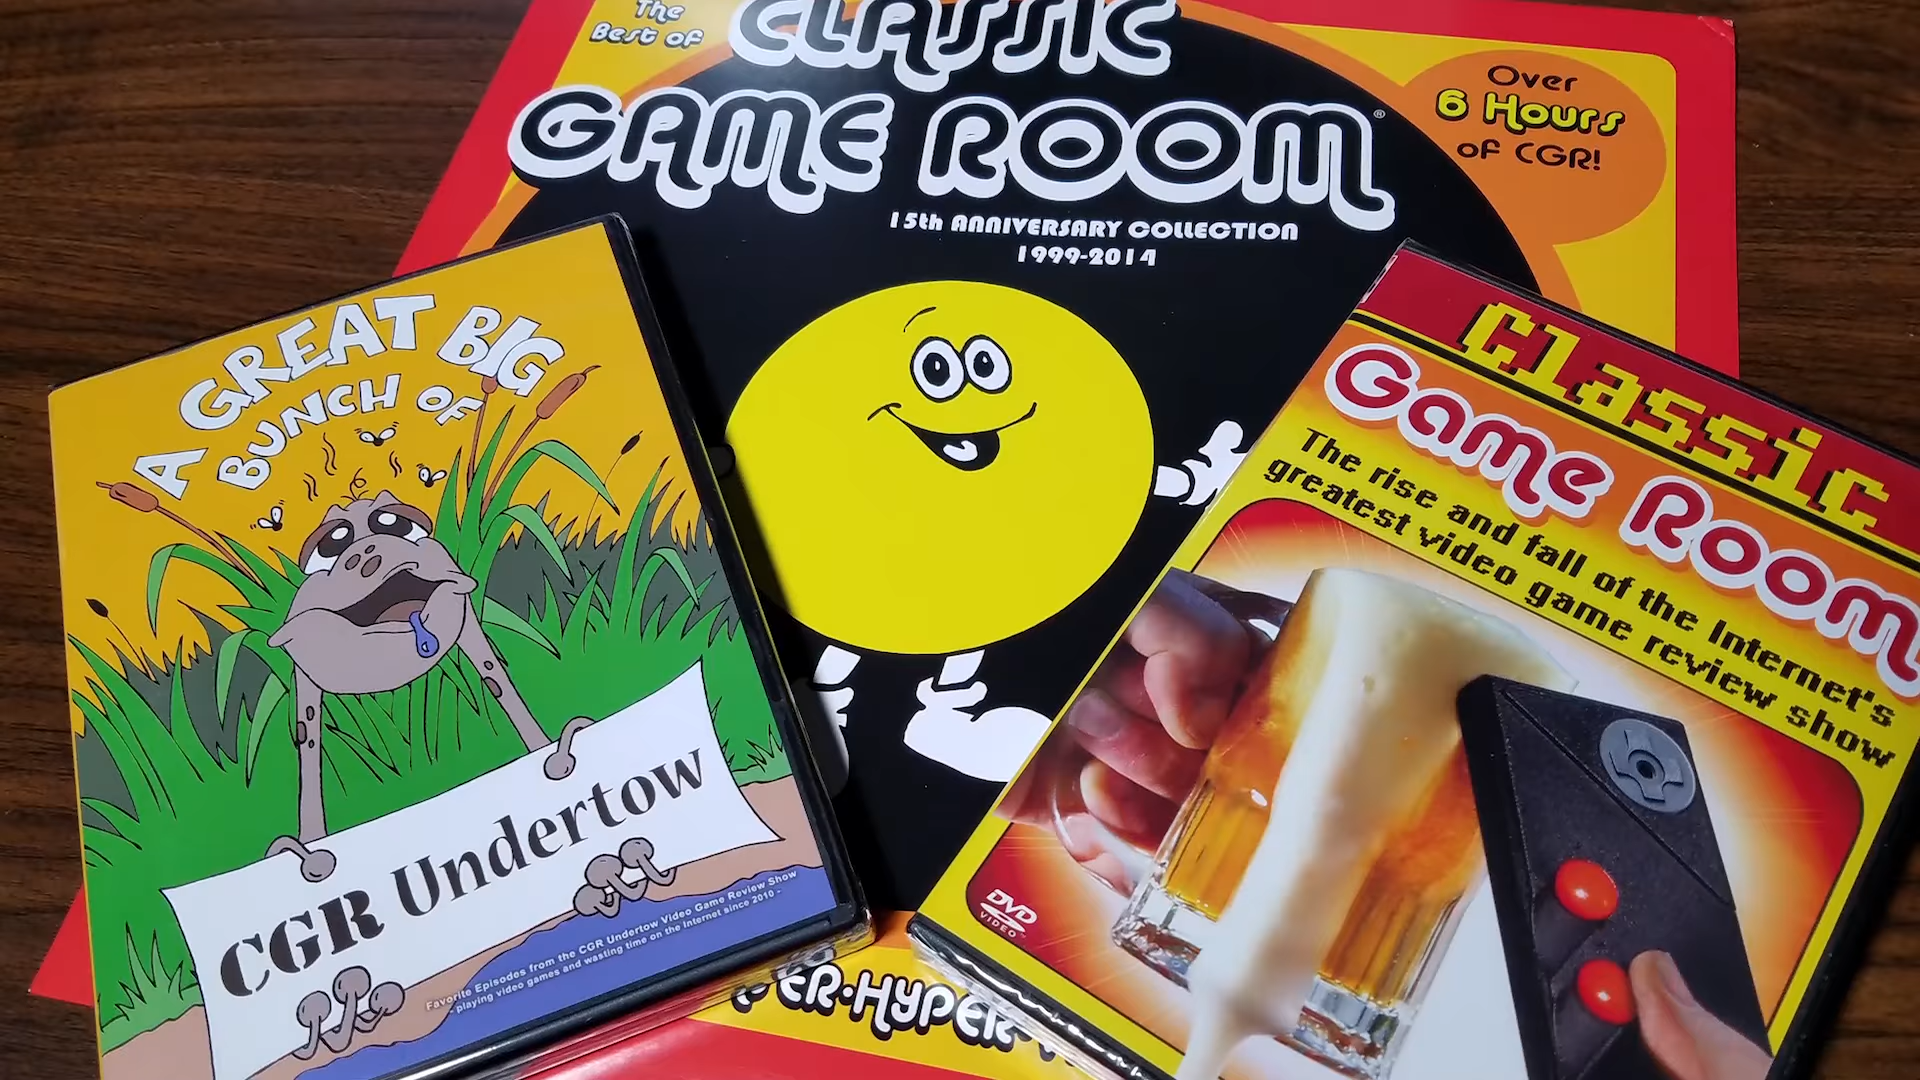 The
Best of
CLASSIC
GAME ROOM®
15th ANNIVERSARY COLLECTION
1999-2014
Over
6 Hours
of CGR!
A GREAT BIG
BUNCH OF
CGR Undertow
Favorite Episodes from the CGR Undertow Video Game Review Show
- playing video games and wasting time on the Internet since 2010 -
Classic
Game Room
The rise and fall of the Internet's
greatest video game review show
DVD
VIDEO
HYPER